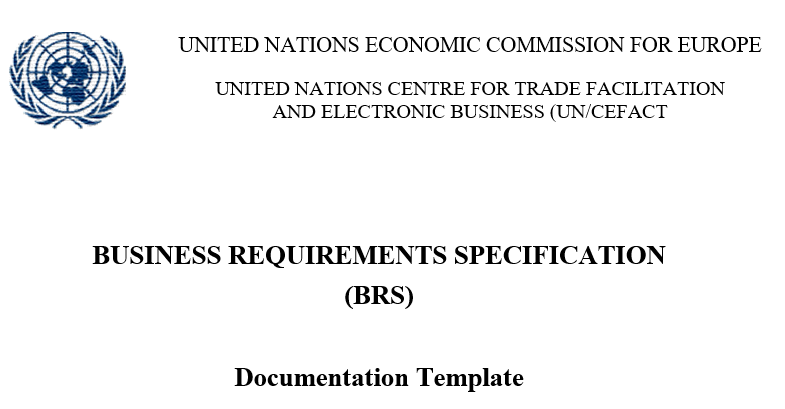 UNITED NATIONS ECONOMIC COMMISSION FOR EUROPE
UNITED NATIONS CENTRE FOR TRADE FACILITATION
AND ELECTRONIC BUSINESS (UN/CEFACT
BUSINESS REQUIREMENTS SPECIFICATION
(BRS)
Documentation Template